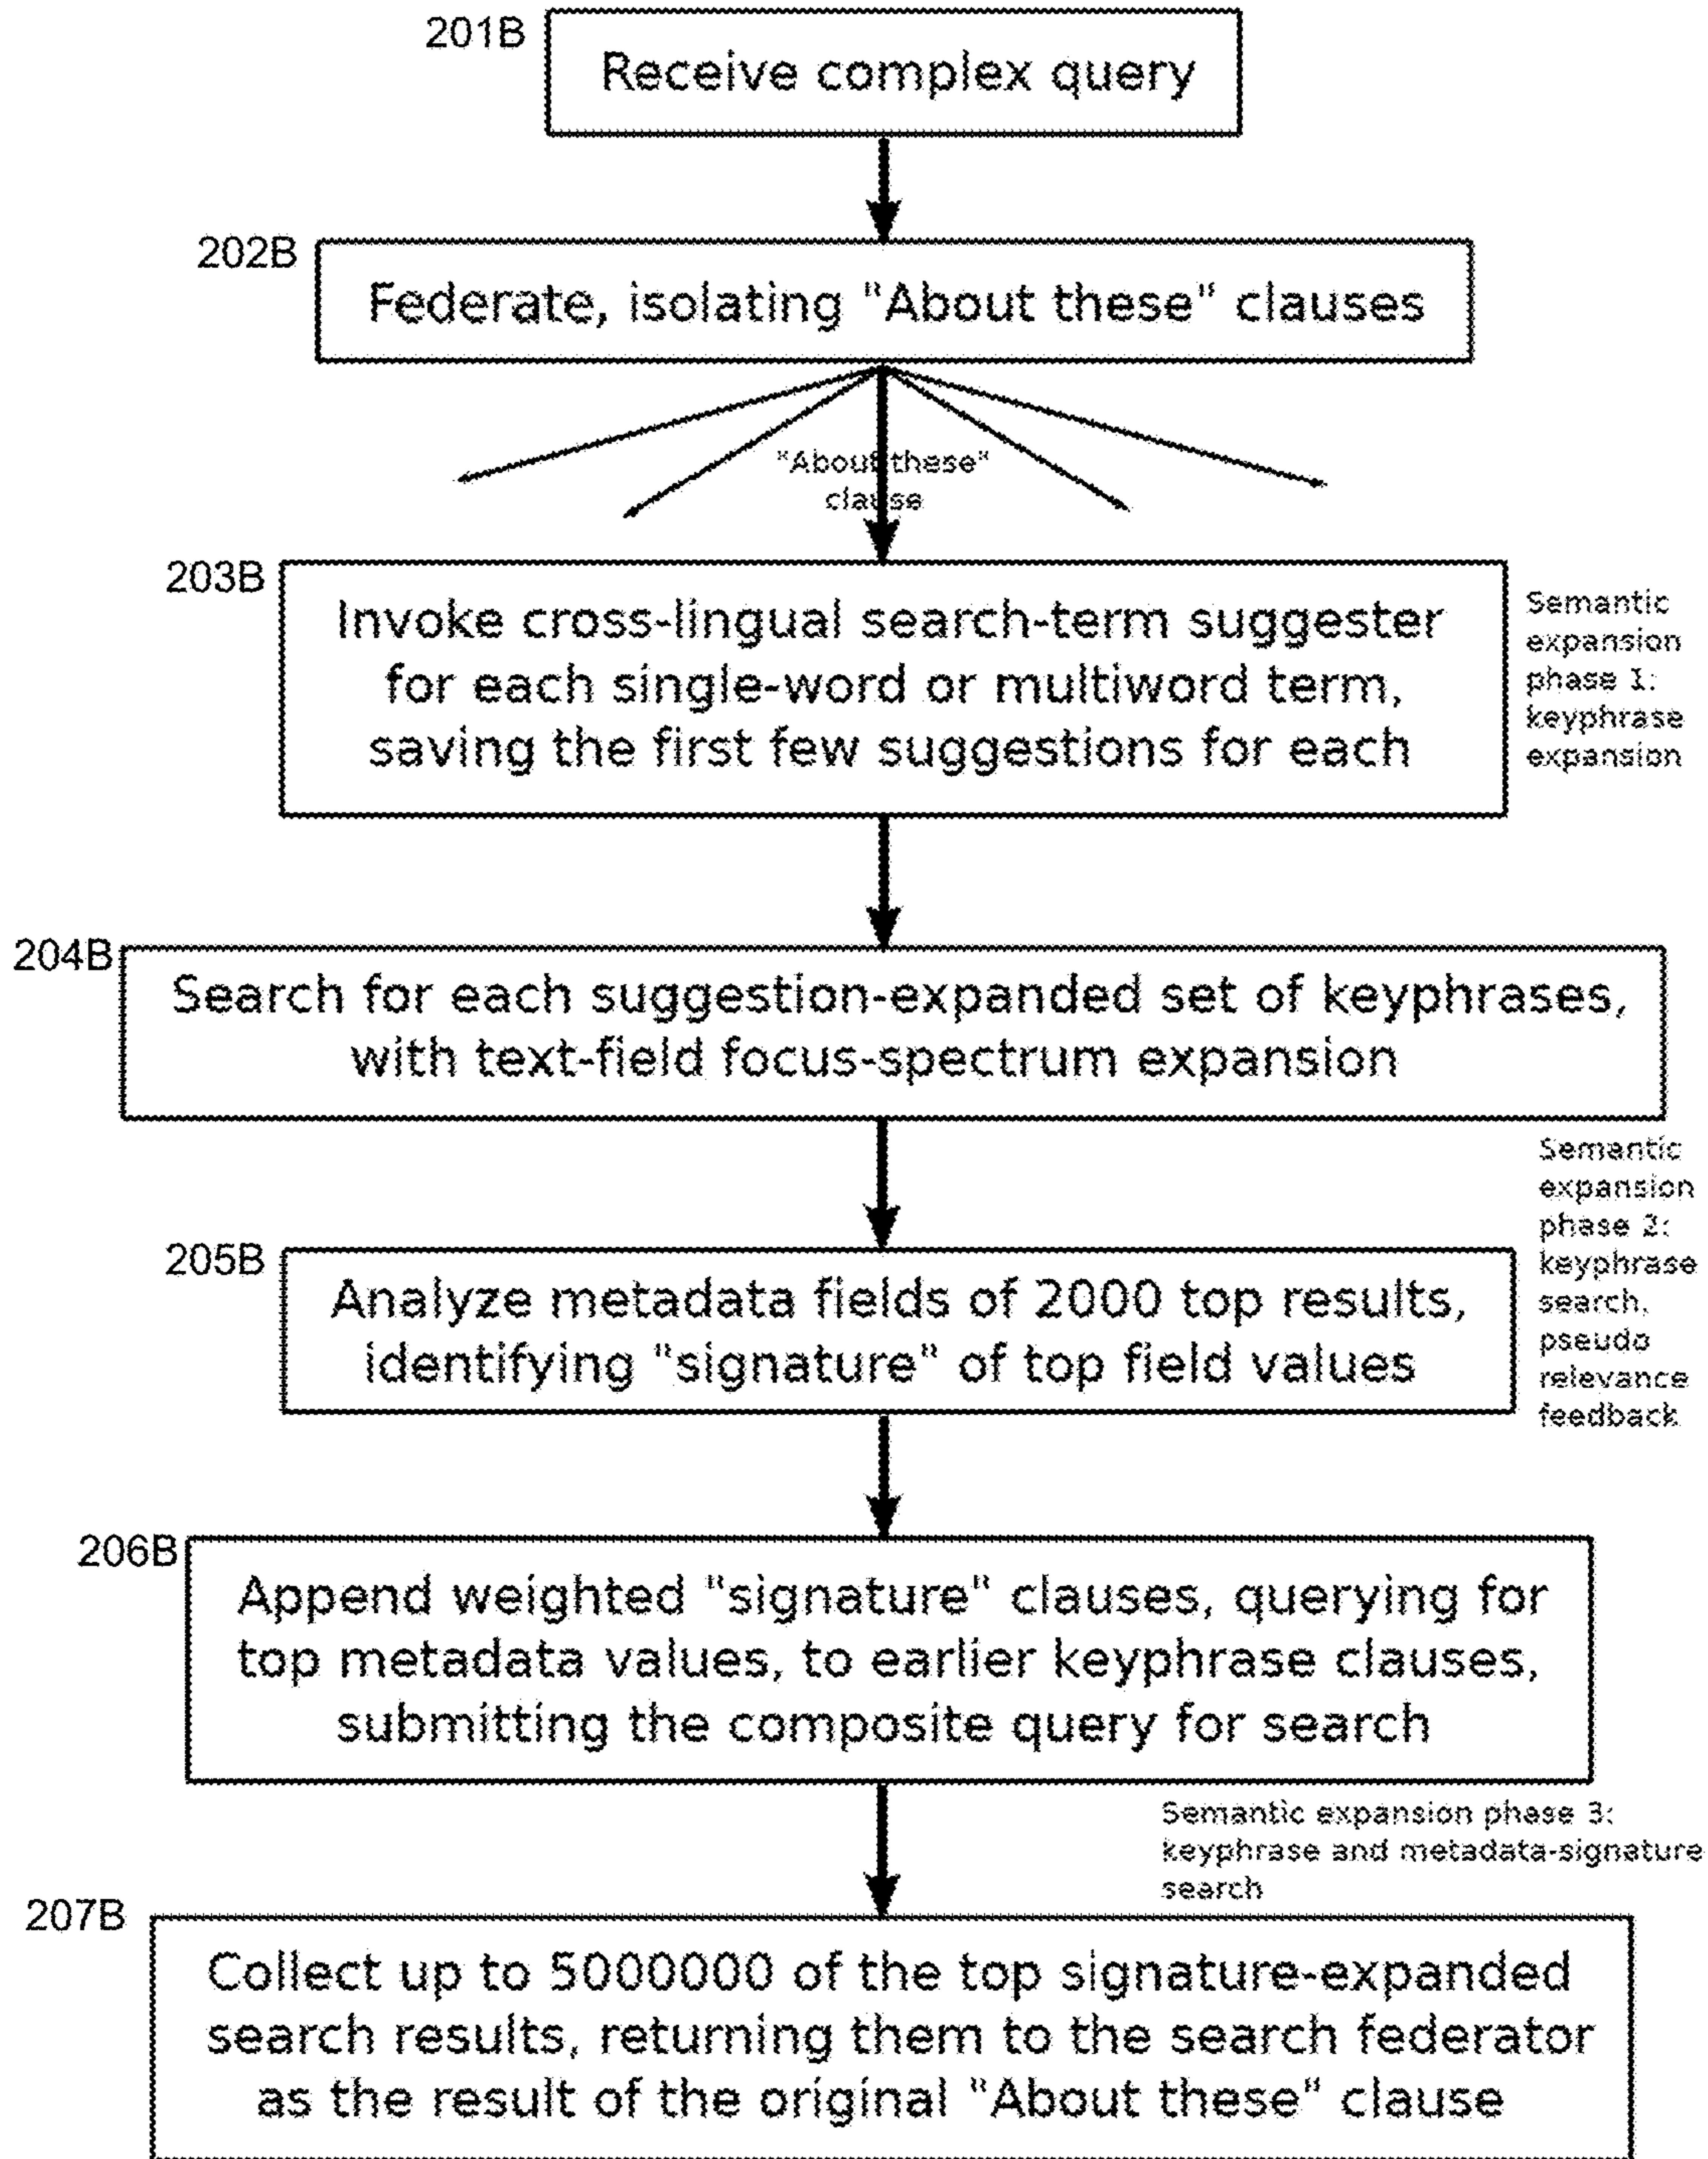 201B
Receive complex query
202B
Federate, isolating "About these" clauses
"About these"
clause
203B
Invoke cross-lingual search-term suggester
for each single-word or multiword term,
saving the first few suggestions for each
Semantic
expansion
phase 1:
keyphrase
expansion
204B
Search for each suggestion-expanded set of keyphrases,
with text-field focus-spectrum expansion
Semantic
expansion
phase 2:
keyphrase
search,
pseudo
relevance
feedback
205B
Analyze metadata fields of 2000 top results,
identifying "signature" of top field values
206B
Append weighted "signature" clauses, querying for
top metadata values, to earlier keyphrase clauses,
submitting the composite query for search
Semantic expansion phase 3:
keyphrase and metadata-signature
search
207B
Collect up to 5000000 of the top signature-expanded
search results, returning them to the search federator
as the result of the original "About these" clause